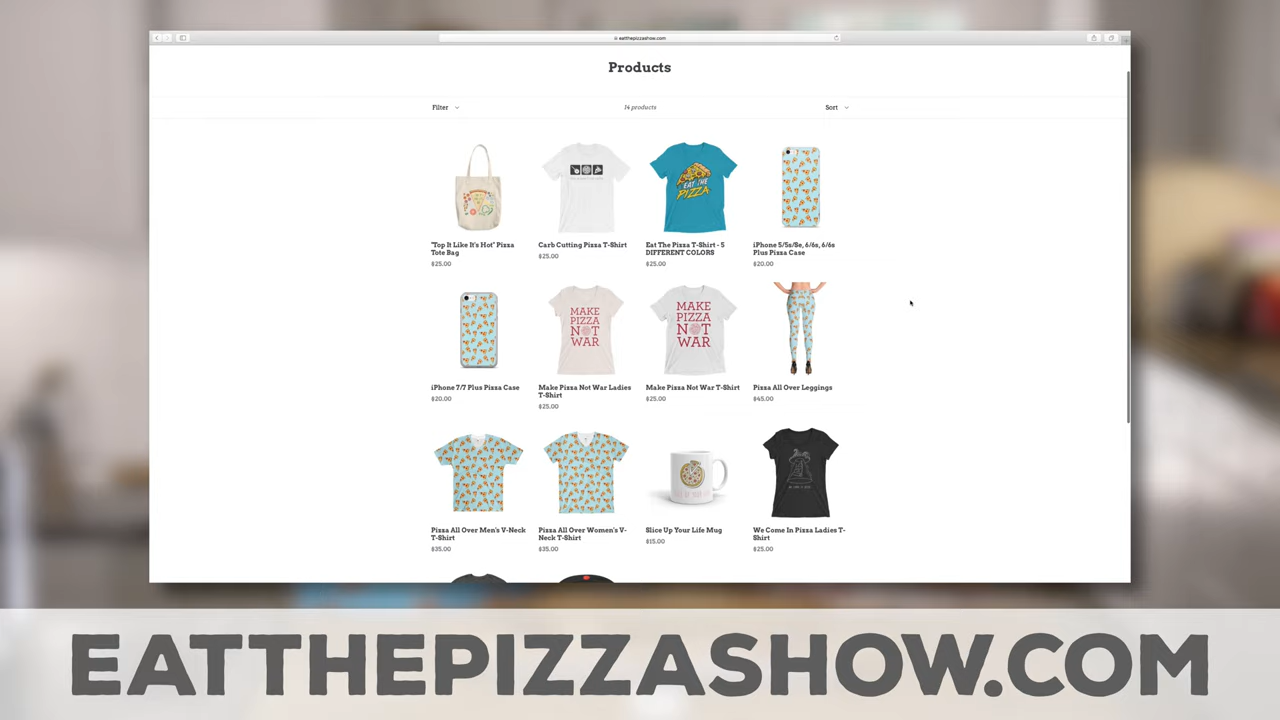 eatthepizzashow.com
Products
Filter
14 products
Sort
EAT THE
PIZZA
"Top It Like It's Hot" Pizza
Tote Bag
$25.00
Carb Cutting Pizza T-Shirt
$25.00
Eat The Pizza T-Shirt - 5
DIFFERENT COLORS
$25.00
iPhone 5/5s/Se, 6/6s, 6/6s
Plus Pizza Case
$20.00
MAKE
PIZZA
NOT
WAR
MAKE
PIZZA
NOT
WAR
iPhone 7/7 Plus Pizza Case
$20.00
Make Pizza Not War Ladies
T-Shirt
$25.00
Make Pizza Not War T-Shirt
$25.00
Pizza All Over Leggings
$45.00
Pizza All Over Men's V-Neck
T-Shirt
$35.00
Pizza All Over Women's V-
Neck T-Shirt
$35.00
Slice Up Your Life Mug
$15.00
We Come In Pizza Ladies T-
Shirt
$25.00
EATTHEPIZZASHOW.COM